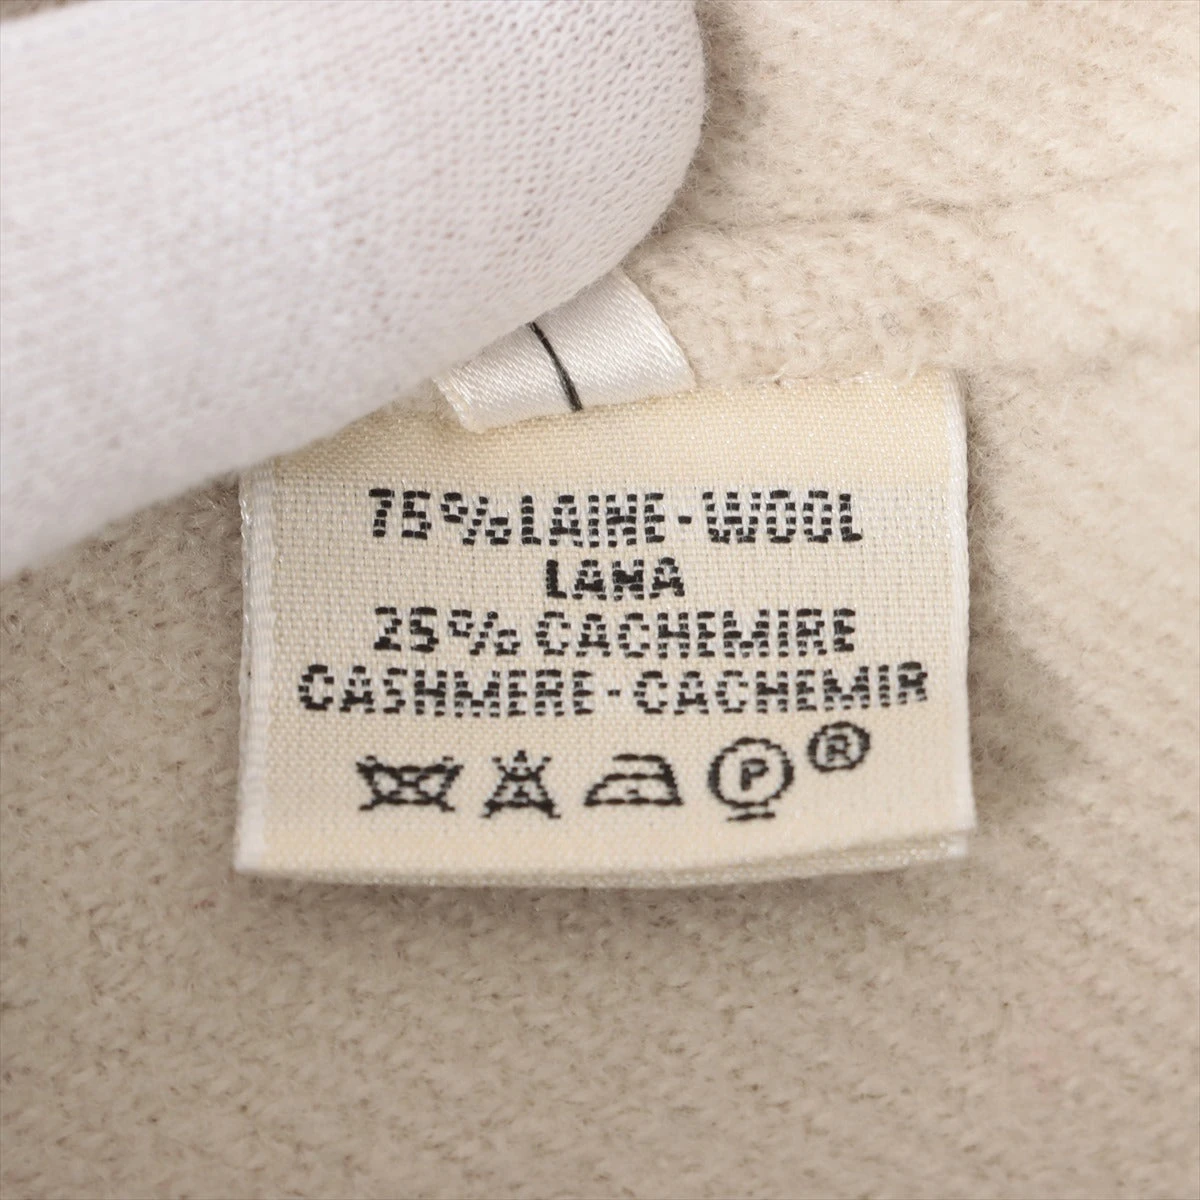 75% LAINE-WOOL
LANA
25% CACHEMIRE
CASHMERE-CACHEMIR
P ®